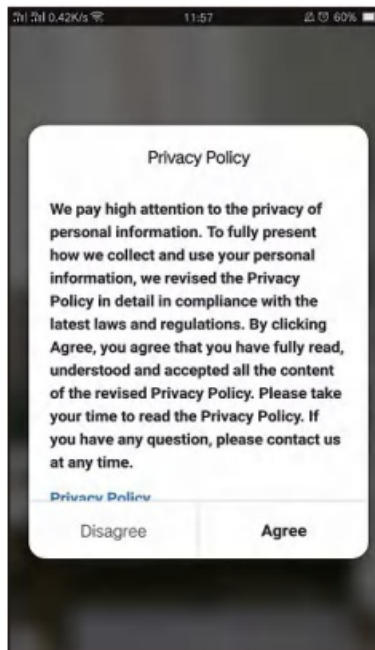 0.42K/s
11:57
60%
Privacy Policy
We pay high attention to the privacy of
personal information. To fully present
how we collect and use your personal
information, we revised the Privacy
Policy in detail in compliance with the
latest laws and regulations. By clicking
Agree, you agree that you have fully read,
understood and accepted all the content
of the revised Privacy Policy. Please take
your time to read the Privacy Policy. If
you have any question, please contact us
at any time.
Privacy Policy
Disagree
Agree